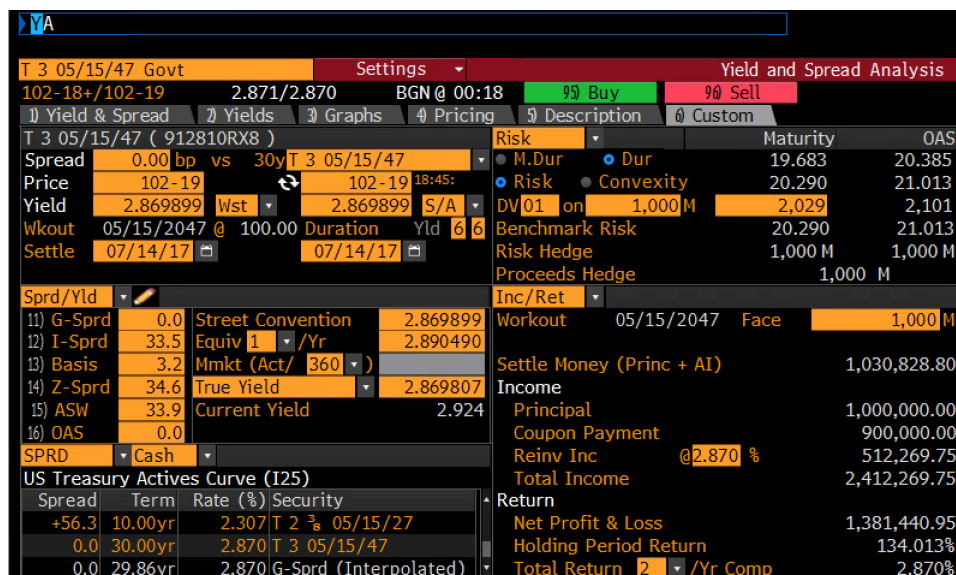 YA
T 3 05/15/47 Govt Settings Yield and Spread Analysis
102-18+/102-19 2.871/2.870 BGN @ 00:18 95) Buy 96) Sell
1) Yield & Spread 2) Yields 3) Graphs 4) Pricing 5) Description 6) Custom
T 3 05/15/47 ( 912810RX8 ) Risk Maturity OAS
Spread 0.00 bp vs 30y T 3 05/15/47 M.Dur Dur 19.683 20.385
Price 102-19 102-19 18:45: Risk Convexity 20.290 21.013
Yield 2.869899 Wst 2.869899 S/A DV 01 on 1,000 M 2,029 2,101
Wkout 05/15/2047 @ 100.00 Duration Yld 6 6 Benchmark Risk 20.290 21.013
Settle 07/14/17 07/14/17 Risk Hedge 1,000 M 1,000 M
Proceeds Hedge 1,000 M
Sprd/Yld Inc/Ret
11) G-Sprd 0.0 Street Convention 2.869899 Workout 05/15/2047 Face 1,000 M
12) I-Sprd 33.5 Equiv 1 /Yr 2.890490
13) Basis 3.2 Mmkt (Act/ 360 ) Settle Money (Princ + AI) 1,030,828.80
14) Z-Sprd 34.6 True Yield 2.869807 Income
15) ASW 33.9 Current Yield 2.924 Principal 1,000,000.00
16) OAS 0.0 Coupon Payment 900,000.00
SPRD Cash Reinv Inc @ 2.870 % 512,269.75
US Treasury Actives Curve (I25) Total Income 2,412,269.75
Spread Term Rate (%) Security Return
+56.3 10.00yr 2.307 T 2 ⅜ 05/15/27 Net Profit & Loss 1,381,440.95
0.0 30.00yr 2.870 T 3 05/15/47 Holding Period Return 134.013%
0.0 29.86yr 2.870 G-Sprd (Interpolated) Total Return 2 /Yr Comp 2.870%